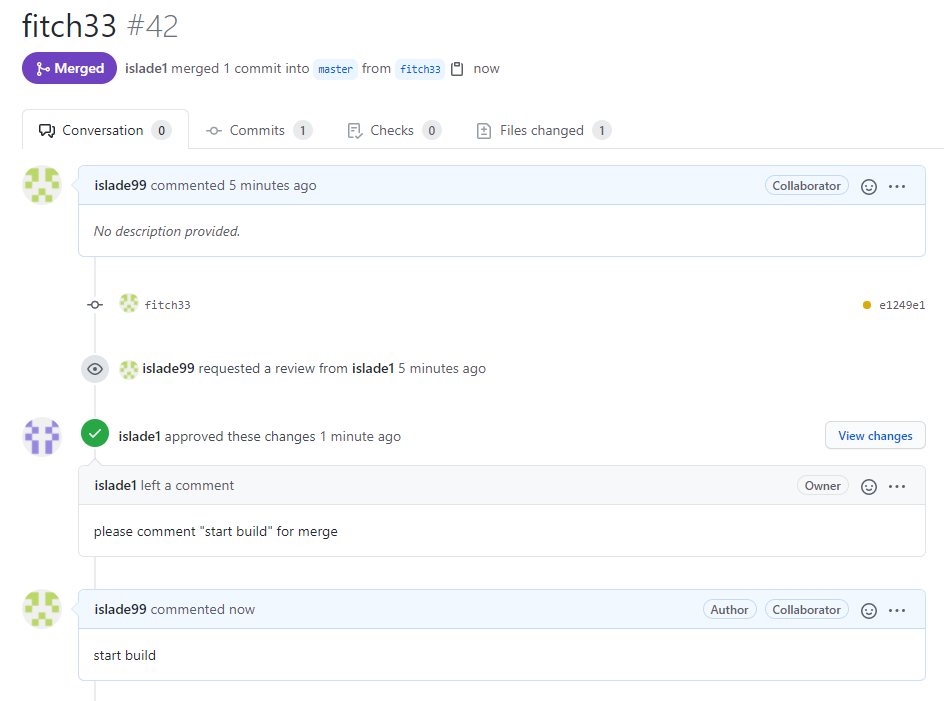 fitch33 #42
Merged islade1 merged 1 commit into master from fitch33 now
Conversation 0 Commits 1 Checks 0 Files changed 1
islade99 commented 5 minutes ago Collaborator
No description provided.
fitch33 e1249e1
islade99 requested a review from islade1 5 minutes ago
islade1 approved these changes 1 minute ago View changes
islade1 left a comment Owner
please comment "start build" for merge
islade99 commented now Author Collaborator
start build